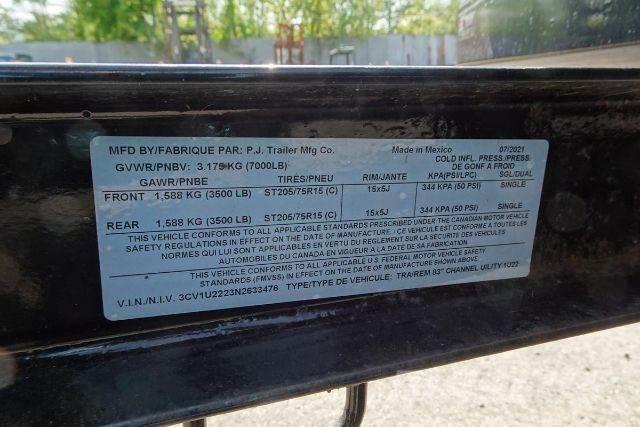 MFD BY/FABRIQUE PAR: P.J. Trailer Mfg Co. Made in Mexico 07/2021
GVWR/PNBV: 3.175 KG (7000LB) COLD INFL. PRESS/PRESS. DE GONF A FROID
GAWR/PNBE TIRES/PNEU RIM/JANTE KPA(PSI/LPC) SGL/DUAL
FRONT 1,588 KG (3500 LB) ST205/75R15 (C) 15x5J 344 KPA (50 PSI) SINGLE
REAR 1,588 KG (3500 LB) ST205/75R15 (C) 15x5J 344 KPA (50 PSI) SINGLE
THIS VEHICLE CONFORMS TO ALL APPLICABLE STANDARDS PRESCRIBED UNDER THE CANADIAN MOTOR VEHICLE
SAFETY REGULATIONS IN EFFECT ON THE DATE OF MANUFACTURE. / CE VEHICULE EST CONFORME A TOUTES LES
NORMES QUI LUI SONT APPLICABLES EN VERTU DU REGLEMENT SUR LA SECURITE DES VEHICULES
AUTOMOBILES DU CANADA EN VIGUEUR A LA DATE DE SA FABRICATION
THIS VEHICLE CONFORMS TO ALL APPLICABLE U.S. FEDERAL MOTOR VEHICLE SAFETY
STANDARDS (FMVSS) IN EFFECT ON THE DATE OF MANUFACTURE SHOWN ABOVE
V.I.N./N.I.V. 3CV1U2223N2633478 TYPE/TYPE DE VEHICULE: TRA/REM 83" CHANNEL UILITY 1U22